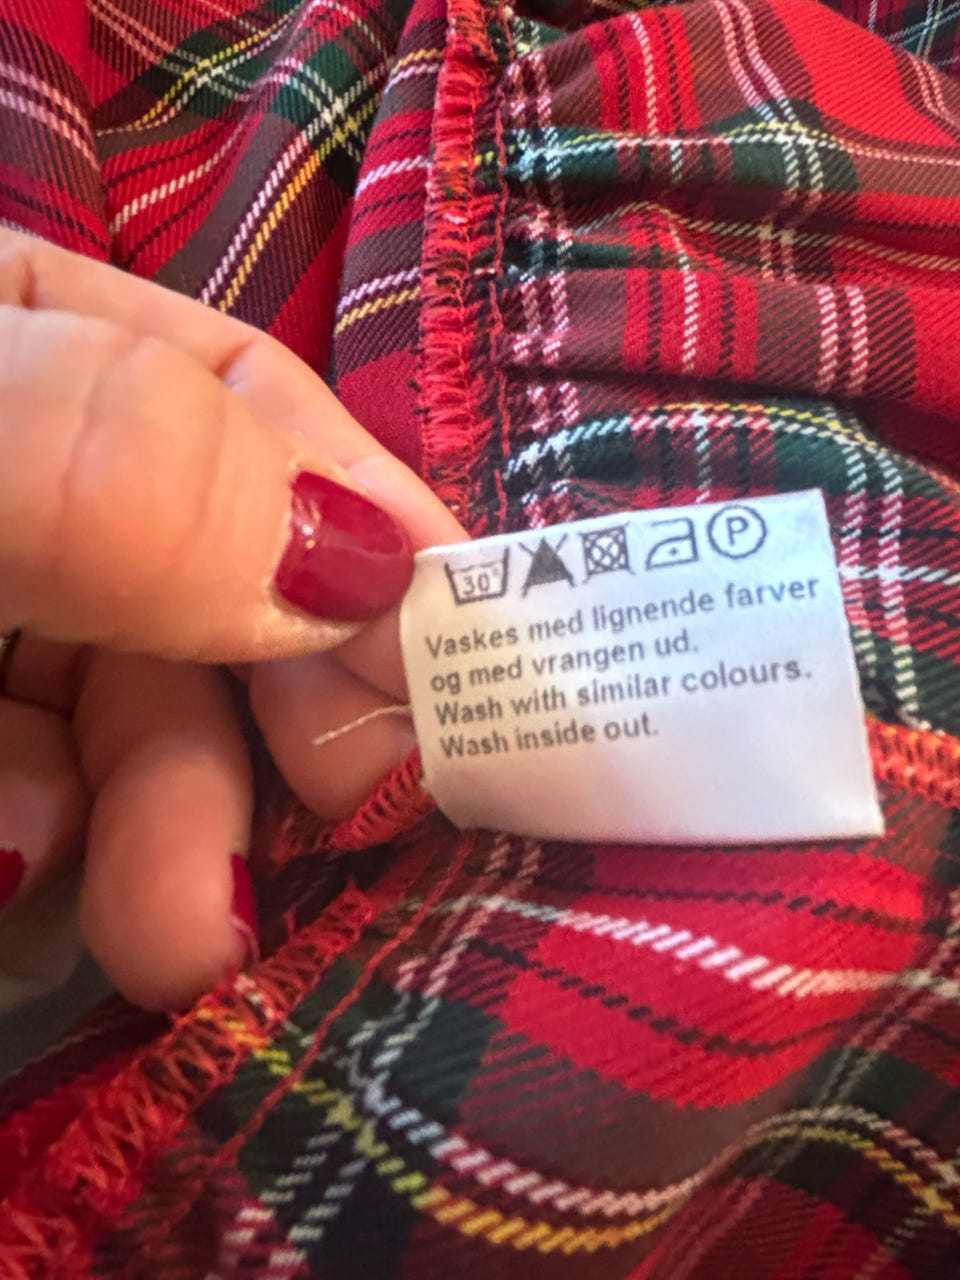 30° P
Vaskes med lignende farver
og med vrangen ud.
Wash with similar colours.
Wash inside out.